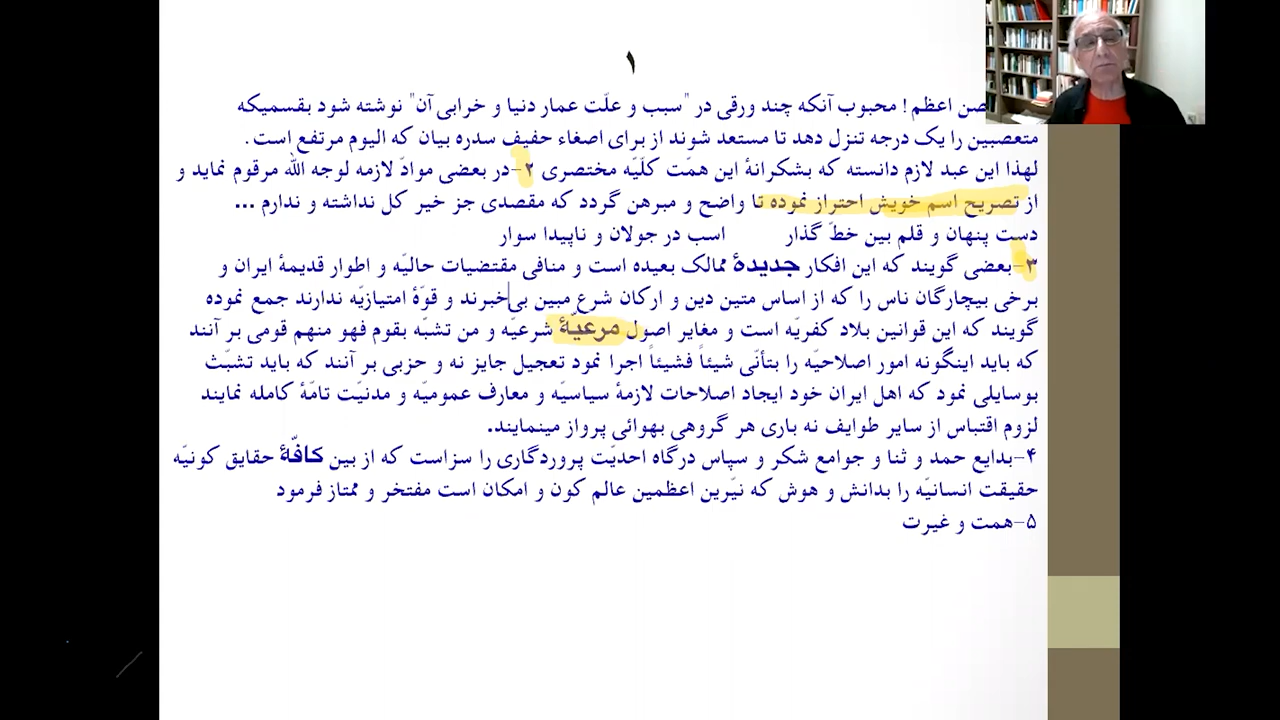 ۱
صن اعظم! محبوب آنکه چند ورقی در "سبب و علّت عمار دنیا و خرابی آن" نوشته شود بقسمیکه
متعصبین را یک درجه تنزل دهد تا مستعد شوند از برای اصغاء حفیف سدره بیان که الیوم مرتفع است.
لهذا این عبد لازم دانسته که بشکرانهٔ این همّت کلّیّه مختصری ۲-در بعضی موادّ لازمه لوجه الله مرقوم نماید و
از تصریح اسم خویش احتراز نموده تا واضح و مبرهن گردد که مقصدی جز خیر کل نداشته و ندارم ...
دست پنهان و قلم بین خطّ گذار اسب در جولان و ناپیدا سوار
۳-بعضی گویند که این افکار جدیدهٔ ممالک بعیده است و منافی مقتضیات حالیّه و اطوار قدیمهٔ ایران و
برخی بیچارگان ناس را که از اساس متین دین و ارکان شرع مبین بی‌خبرند و قوّهٔ امتیازیّه ندارند جمع نموده
گویند که این قوانین بلاد کفریّه است و مغایر اصول مرعیّهٔ شرعیّه و من تشبّه بقوم فهو منهم قومی بر آنند
که باید اینگونه امور اصلاحیّه را بتأنّی شیئاً فشیئاً اجرا نمود تعجیل جایز نه و حزبی بر آنند که باید تشبّث
بوسایلی نمود که اهل ایران خود ایجاد اصلاحات لازمهٔ سیاسیّه و معارف عمومیّه و مدنیّت تامّهٔ کامله نمایند
لزوم اقتباس از سایر طوایف نه باری هر گروهی بهوائی پرواز مینمایند.
۴-بدایع حمد و ثنا و جوامع شکر و سپاس درگاه احدیّت پروردگاری را سزاست که از بین کافّهٔ حقایق کونیّه
حقیقت انسانیّه را بدانش و هوش که نیّرین اعظمین عالم کون و امکان است مفتخر و ممتاز فرمود
۵-همت و غیرت